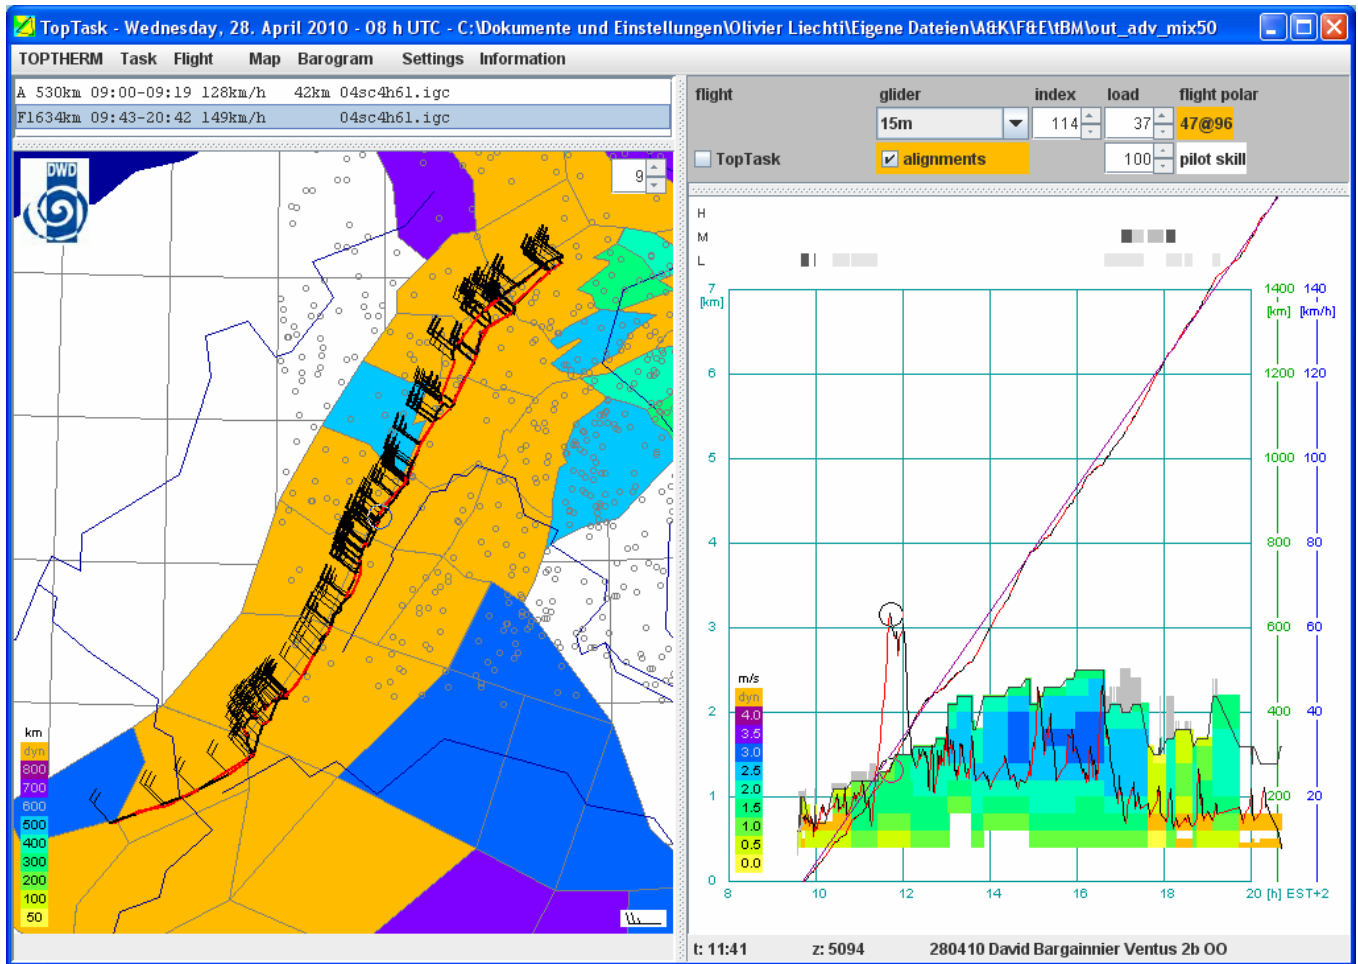 TopTask - Wednesday, 28. April 2010 - 08 h UTC - C:\Dokumente und Einstellungen\Olivier Liechti\Eigene Dateien\A&K\F&E\tBM\out_adv_mix50
TOPTHERM Task Flight Map Barogram Settings Information
A 530km 09:00-09:19 128km/h 42km 04sc4h61.igc
F1634km 09:43-20:42 149km/h 04sc4h61.igc
flight glider index load flight polar
15m 114 37 47@96
TopTask alignments 100 pilot skill
DWD
9
km
dyn
800
700
600
500
400
300
200
100
50
H
M
L
7 1400 140
[km] [km] [km/h]
6 1200 120
5 1000 100
4 800 80
3 600 60
2 400 40
1 200 20
0
m/s
dyn
4.0
3.5
3.0
2.5
2.0
1.5
1.0
0.5
0.0
8 10 12 14 16 18 20 [h] EST+2
t: 11:41 z: 5094 280410 David Bargainnier Ventus 2b OO